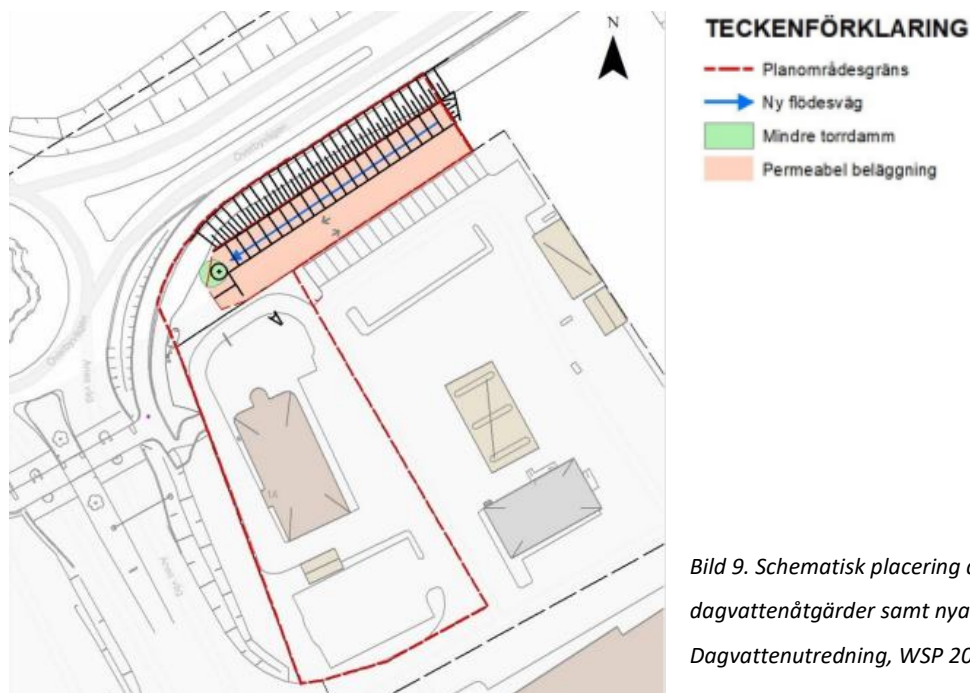 N
TECKENFÖRKLARING
Planområdesgräns
Ny flödesväg
Mindre torrdamm
Permeabel beläggning
A
Bild 9. Schematisk placering
dagvattenåtgärder samt nya
Dagvattenutredning, WSP 20